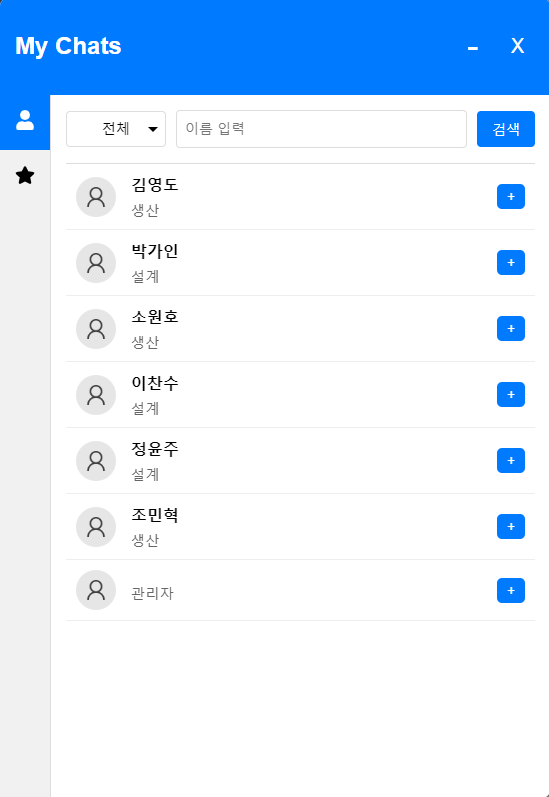 My Chats - X
전체 이름 입력 검색
김영도
생산
+
박가인
설계
+
소원호
생산
+
이찬수
설계
+
정윤주
설계
+
조민혁
생산
+
관리자
+